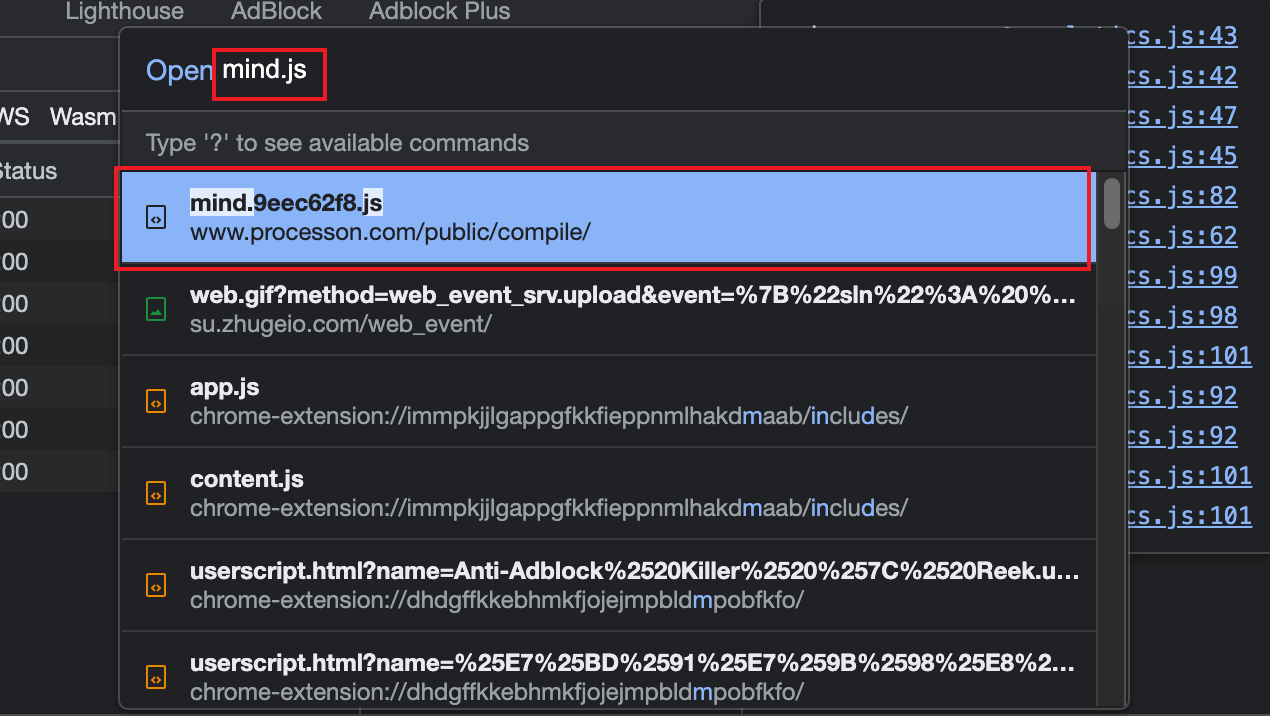 Lighthouse AdBlock Adblock Plus
Open mind.js
Type '?' to see available commands
WS Wasm
Status
mind.9eec62f8.js
www.processon.com/public/compile/
web.gif?method=web_event_srv.upload&event=%7B%22sln%22%3A%20%...
su.zhugeio.com/web_event/
app.js
chrome-extension://immpkjjlgappgfkkfieppnmlhakdmaab/includes/
content.js
chrome-extension://immpkjjlgappgfkkfieppnmlhakdmaab/includes/
userscript.html?name=Anti-Adblock%2520Killer%2520%257C%2520Reek.u...
chrome-extension://dhdgffkkebhmkfjojejmpbldmpobfkfo/
userscript.html?name=%25E7%25BD%2591%25E7%259B%2598%25E8%2...
chrome-extension://dhdgffkkebhmkfjojejmpbldmpobfkfo/
:00
:00
:00
:00
:00
:00
:00
cs.js:43
cs.js:42
cs.js:47
cs.js:45
cs.js:82
cs.js:62
cs.js:99
cs.js:98
cs.js:101
cs.js:92
cs.js:92
cs.js:101
cs.js:101